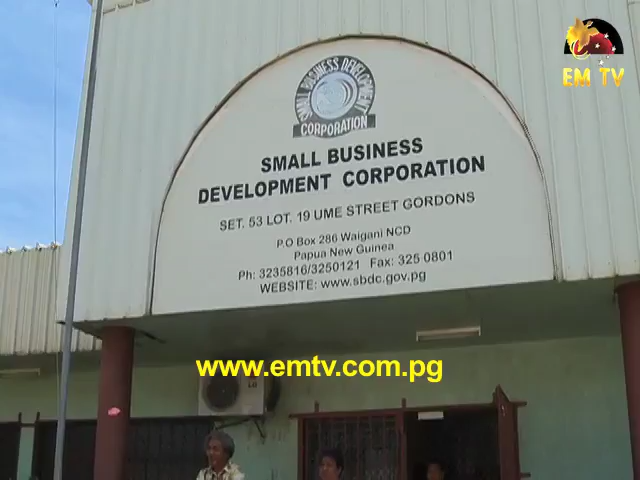 EM TV
SMALL BUSINESS DEVELOPMENT
CORPORATION
SMALL BUSINESS
DEVELOPMENT CORPORATION
SET. 53 LOT. 19 UME STREET GORDONS
P.O Box 286 Waigani NCD
Papua New Guinea
Ph: 3235816/3250121 Fax: 325 0801
WEBSITE: www.sbdc.gov.pg
www.emtv.com.pg
LG